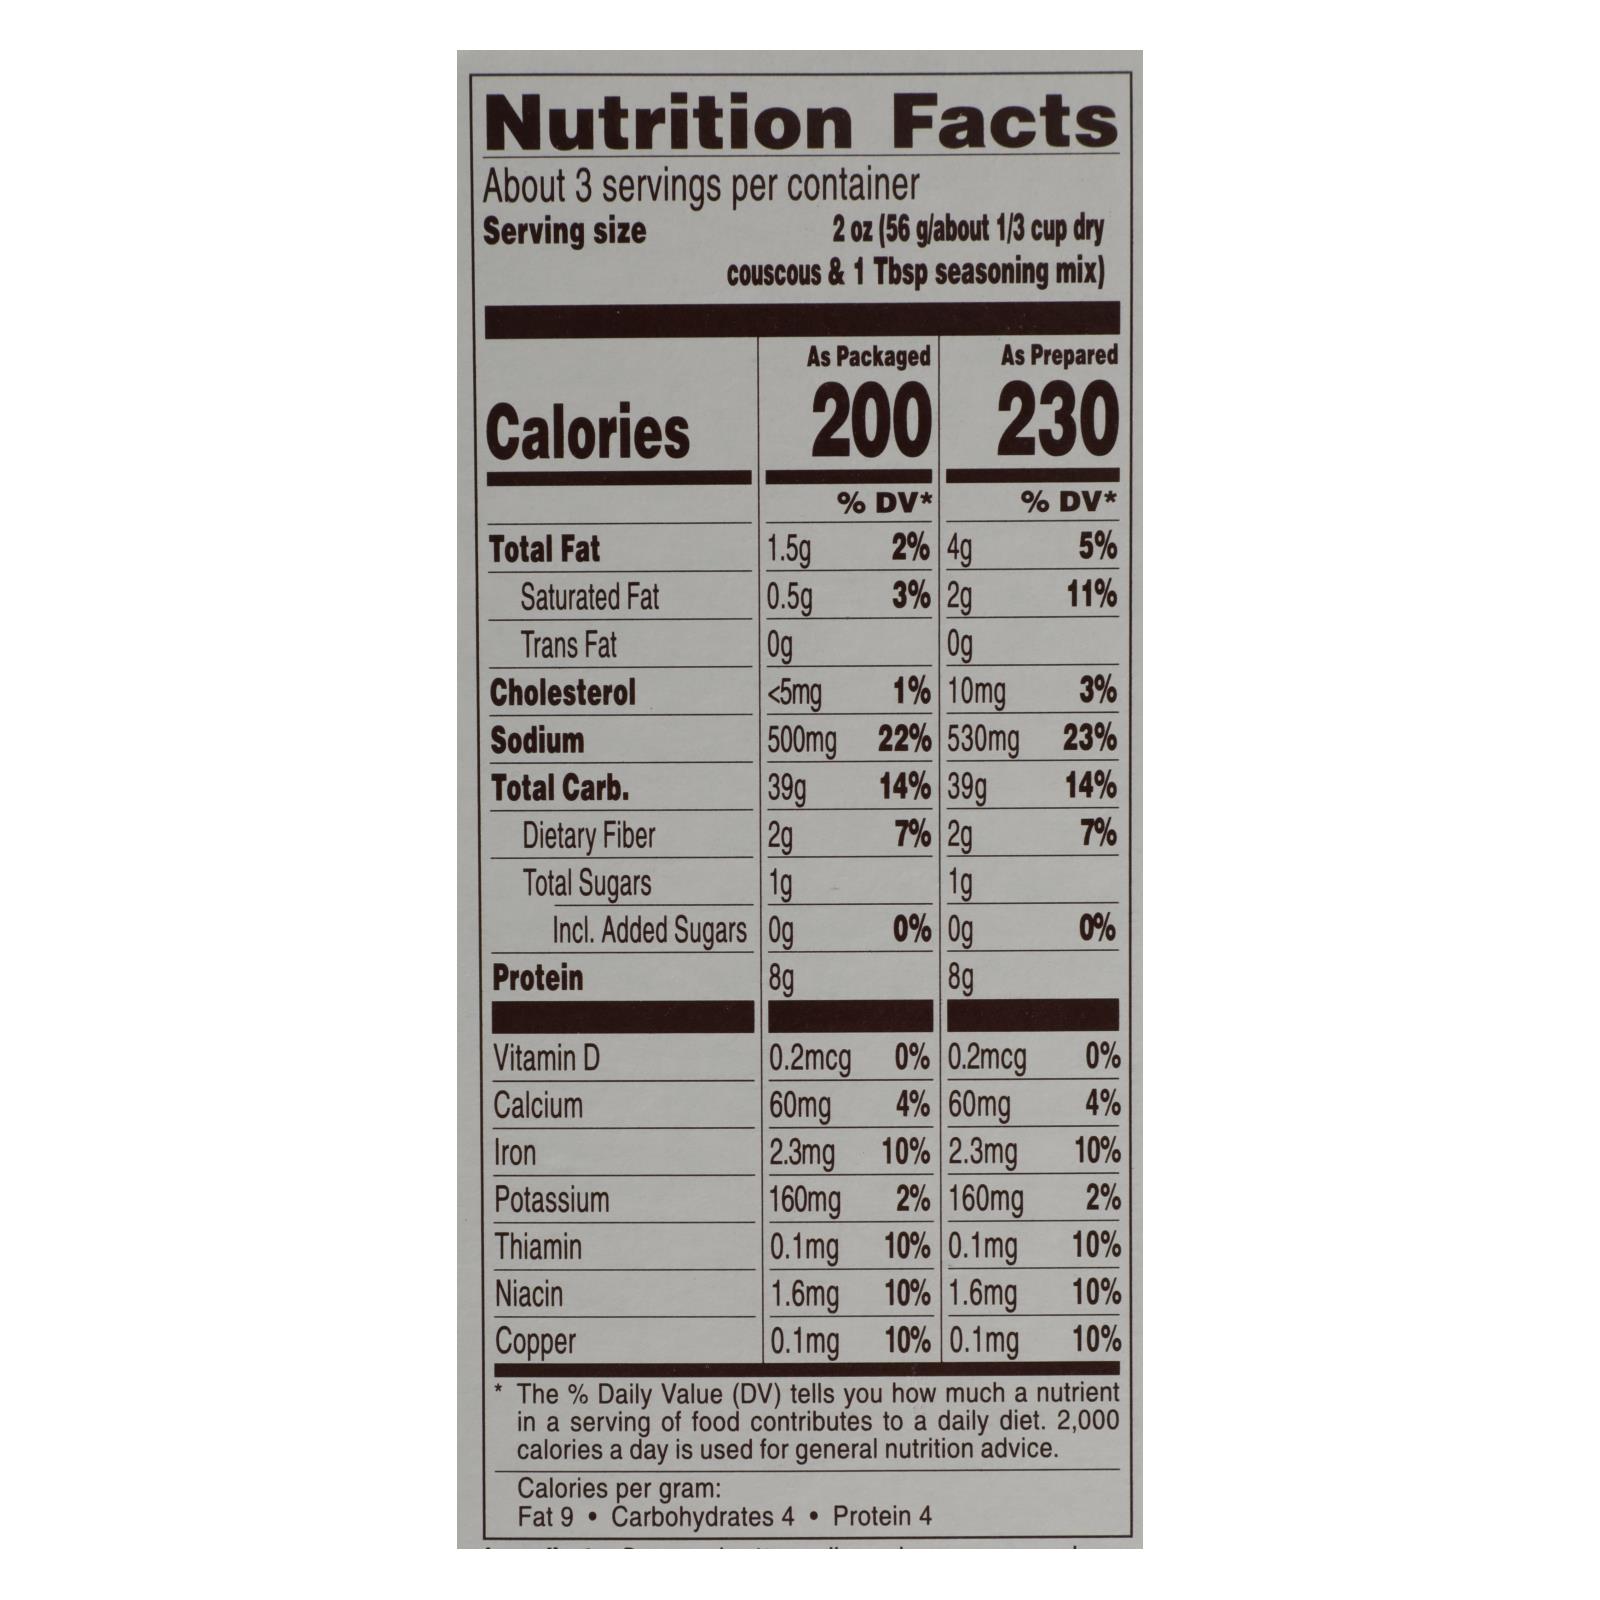 Nutrition Facts
About 3 servings per container
Serving size 2 oz (56 g/about 1/3 cup dry
couscous & 1 Tbsp seasoning mix)
As Packaged As Prepared
Calories 200 230
% DV* % DV*
Total Fat 1.5g 2% 4g 5%
Saturated Fat 0.5g 3% 2g 11%
Trans Fat 0g 0g
Cholesterol <5mg 1% 10mg 3%
Sodium 500mg 22% 530mg 23%
Total Carb. 39g 14% 39g 14%
Dietary Fiber 2g 7% 2g 7%
Total Sugars 1g 1g
Incl. Added Sugars 0g 0% 0g 0%
Protein 8g 8g
Vitamin D 0.2mcg 0% 0.2mcg 0%
Calcium 60mg 4% 60mg 4%
Iron 2.3mg 10% 2.3mg 10%
Potassium 160mg 2% 160mg 2%
Thiamin 0.1mg 10% 0.1mg 10%
Niacin 1.6mg 10% 1.6mg 10%
Copper 0.1mg 10% 0.1mg 10%
* The % Daily Value (DV) tells you how much a nutrient
in a serving of food contributes to a daily diet. 2,000
calories a day is used for general nutrition advice.
Calories per gram:
Fat 9 • Carbohydrates 4 • Protein 4